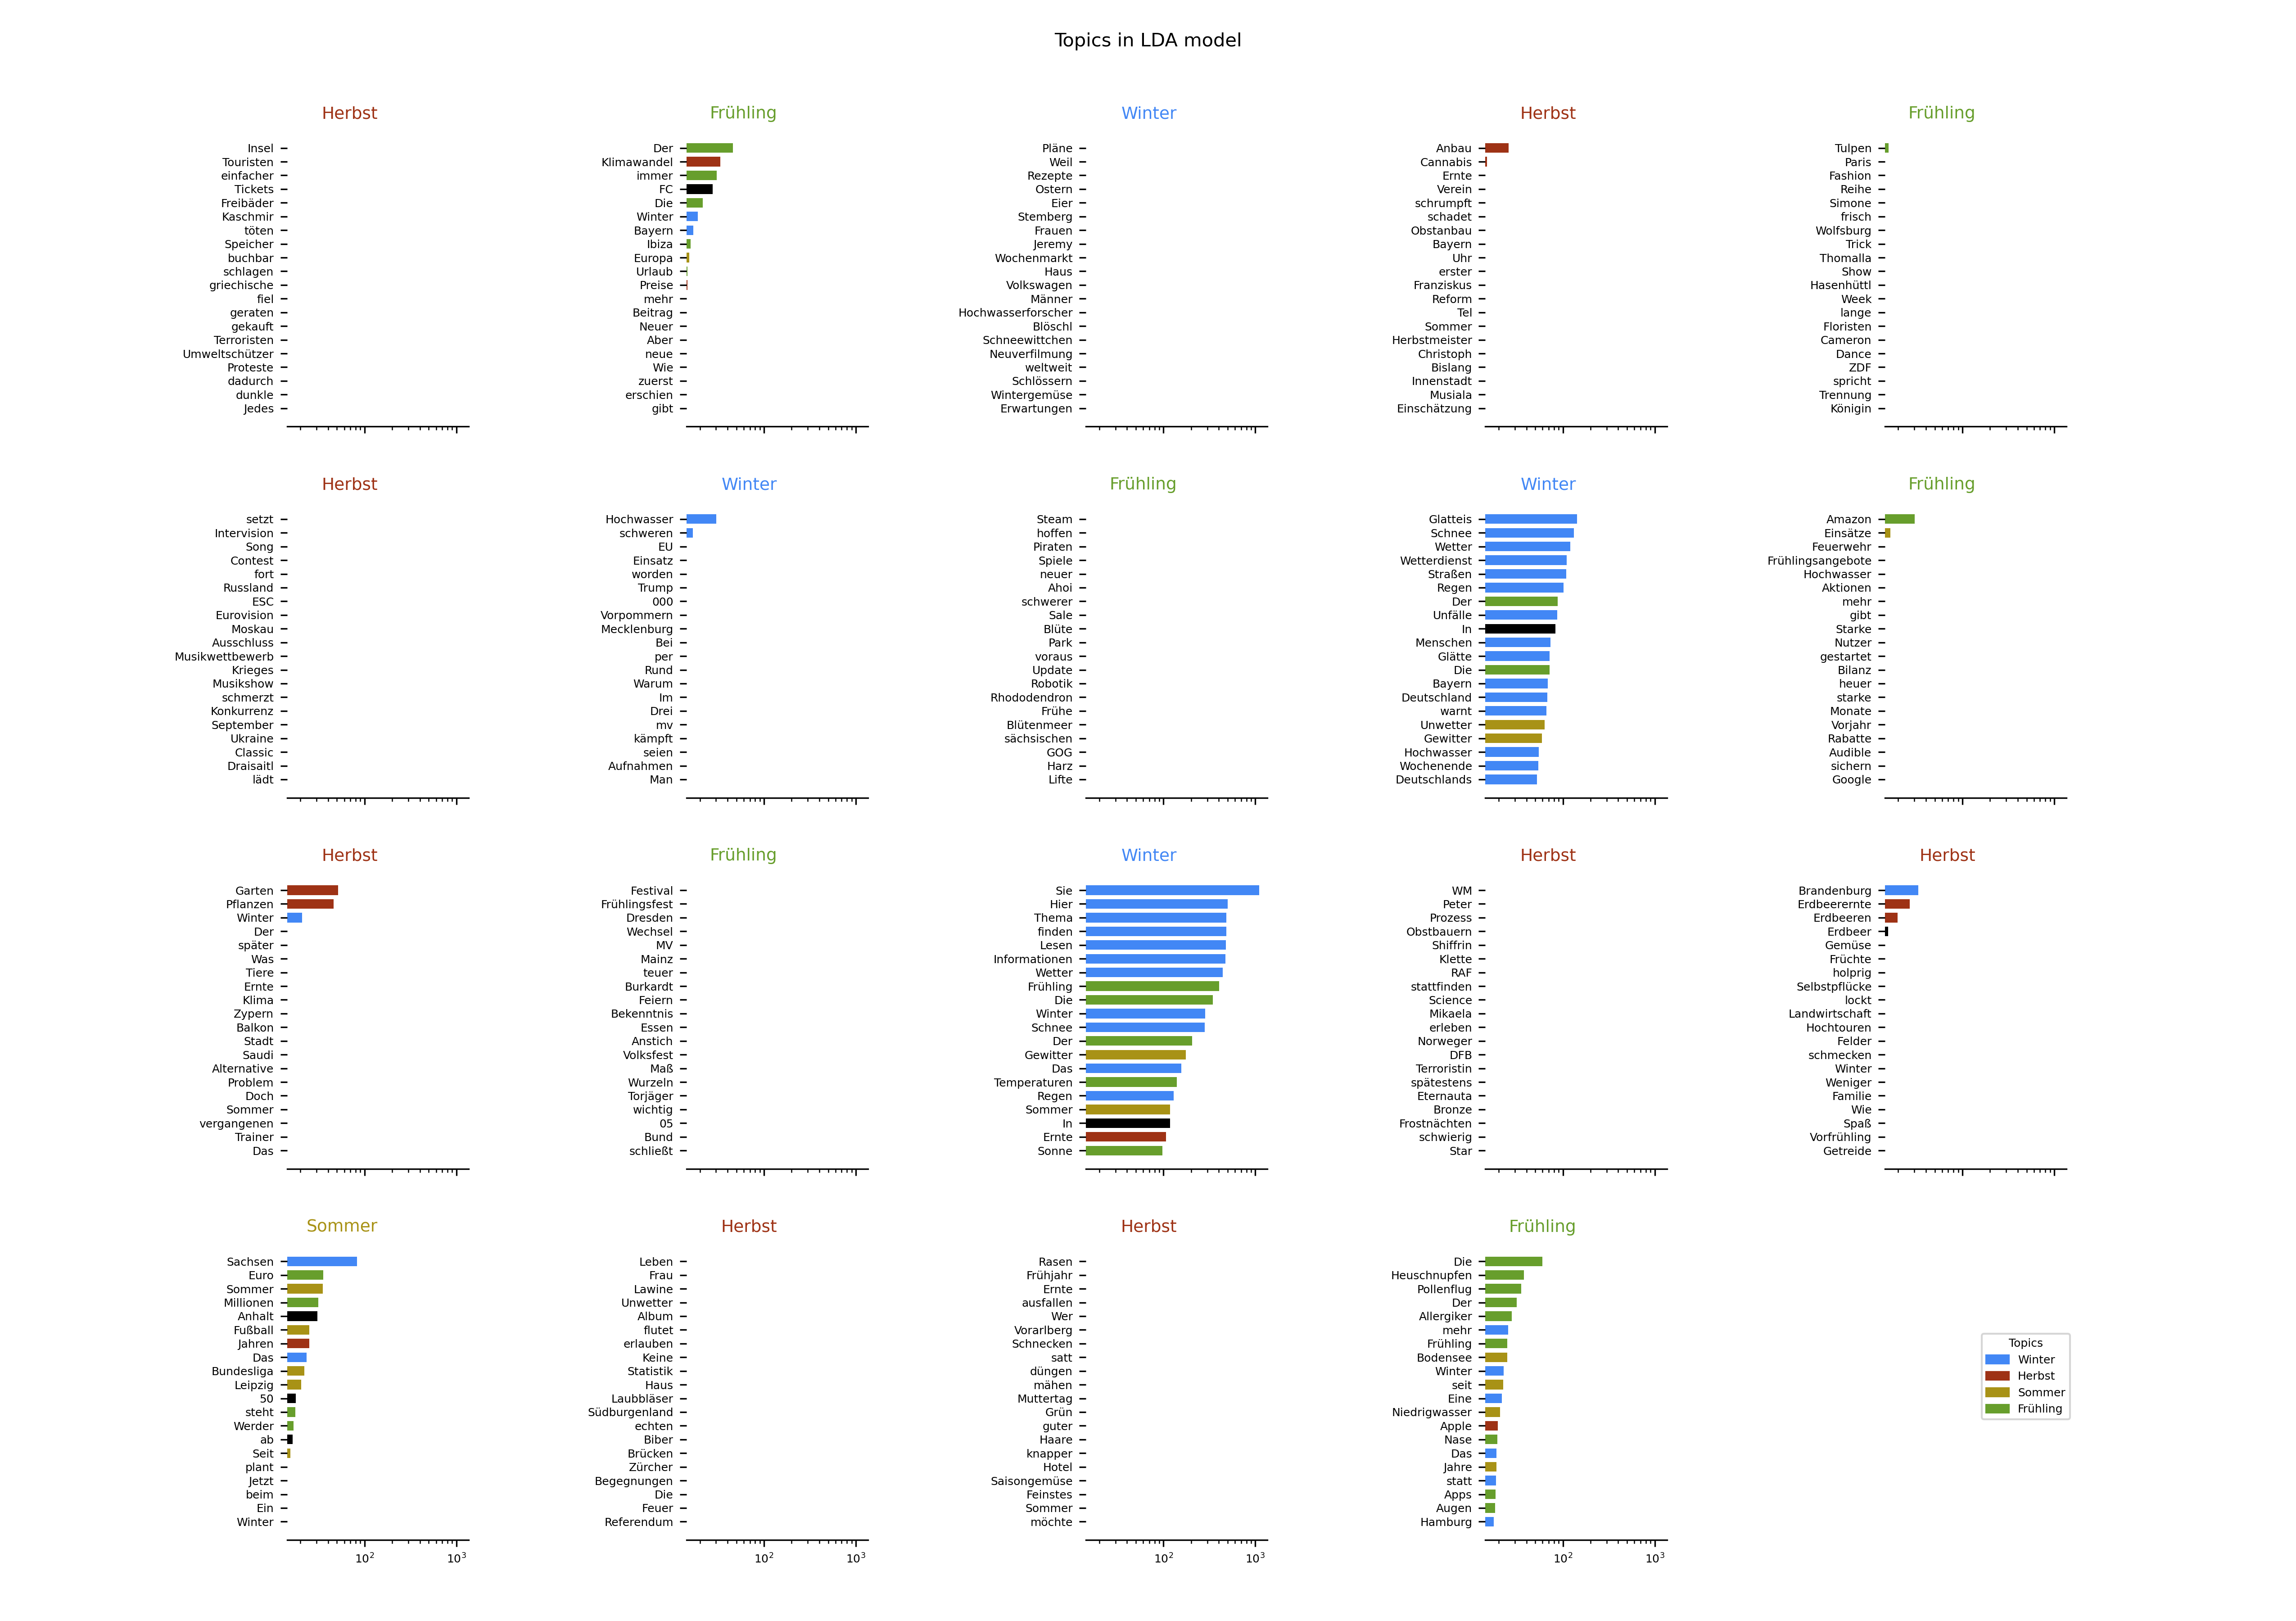 Topics in LDA model
Herbst
Insel
Touristen
einfacher
Tickets
Freibäder
Kaschmir
töten
Speicher
buchbar
schlagen
griechische
fiel
geraten
gekauft
Terroristen
Umweltschützer
Proteste
dadurch
dunkle
Jedes
Frühling
Der
Klimawandel
immer
FC
Die
Winter
Bayern
Ibiza
Europa
Urlaub
Preise
mehr
Beitrag
Neuer
Aber
neue
Wie
zuerst
erschien
gibt
Winter
Pläne
Weil
Rezepte
Ostern
Eier
Stemberg
Frauen
Jeremy
Wochenmarkt
Haus
Volkswagen
Männer
Hochwasserforscher
Blöschl
Schneewittchen
Neuverfilmung
weltweit
Schlössern
Wintergemüse
Erwartungen
Herbst
Anbau
Cannabis
Ernte
Verein
schrumpft
schadet
Obstanbau
Bayern
Uhr
erster
Franziskus
Reform
Tel
Sommer
Herbstmeister
Christoph
Bislang
Innenstadt
Musiala
Einschätzung
Frühling
Tulpen
Paris
Fashion
Reihe
Simone
frisch
Wolfsburg
Trick
Thomalla
Show
Hasenhüttl
Week
lange
Floristen
Cameron
Dance
ZDF
spricht
Trennung
Königin
Herbst
setzt
Intervision
Song
Contest
fort
Russland
ESC
Eurovision
Moskau
Ausschluss
Musikwettbewerb
Krieges
Musikshow
schmerzt
Konkurrenz
September
Ukraine
Classic
Draisaitl
lädt
Winter
Hochwasser
schweren
EU
Einsatz
worden
Trump
000
Vorpommern
Mecklenburg
Bei
per
Rund
Warum
Im
Drei
mv
kämpft
seien
Aufnahmen
Man
Frühling
Steam
hoffen
Piraten
Spiele
neuer
Ahoi
schwerer
Sale
Blüte
Park
voraus
Update
Robotik
Rhododendron
Frühe
Blütenmeer
sächsischen
GOG
Harz
Lifte
Winter
Glatteis
Schnee
Wetter
Wetterdienst
Straßen
Regen
Der
Unfälle
In
Menschen
Glätte
Die
Bayern
Deutschland
warnt
Unwetter
Gewitter
Hochwasser
Wochenende
Deutschlands
Frühling
Amazon
Einsätze
Feuerwehr
Frühlingsangebote
Hochwasser
Aktionen
mehr
gibt
Starke
Nutzer
gestartet
Bilanz
heuer
starke
Monate
Vorjahr
Rabatte
Audible
sichern
Google
Herbst
Garten
Pflanzen
Winter
Der
später
Was
Tiere
Ernte
Klima
Zypern
Balkon
Stadt
Saudi
Alternative
Problem
Doch
Sommer
vergangenen
Trainer
Das
Frühling
Festival
Frühlingsfest
Dresden
Wechsel
MV
Mainz
teuer
Burkardt
Feiern
Bekenntnis
Essen
Anstich
Volksfest
Maß
Wurzeln
Torjäger
wichtig
05
Bund
schließt
Winter
Sie
Hier
Thema
finden
Lesen
Informationen
Wetter
Frühling
Die
Winter
Schnee
Der
Gewitter
Das
Temperaturen
Regen
Sommer
In
Ernte
Sonne
Herbst
WM
Peter
Prozess
Obstbauern
Shiffrin
Klette
RAF
stattfinden
Science
Mikaela
erleben
Norweger
DFB
Terroristin
spätestens
Eternauta
Bronze
Frostnächten
schwierig
Star
Herbst
Brandenburg
Erdbeerernte
Erdbeeren
Erdbeer
Gemüse
Früchte
holprig
Selbstpflücke
lockt
Landwirtschaft
Hochtouren
Felder
schmecken
Winter
Weniger
Familie
Wie
Spaß
Vorfrühling
Getreide
Sommer
Sachsen
Euro
Sommer
Millionen
Anhalt
Fußball
Jahren
Das
Bundesliga
Leipzig
50
steht
Werder
ab
Seit
plant
Jetzt
beim
Ein
Winter
10² 10³
Herbst
Leben
Frau
Lawine
Unwetter
Album
flutet
erlauben
Keine
Statistik
Haus
Laubbläser
Südburgenland
echten
Biber
Brücken
Zürcher
Begegnungen
Die
Feuer
Referendum
10² 10³
Herbst
Rasen
Frühjahr
Ernte
ausfallen
Wer
Vorarlberg
Schnecken
satt
düngen
mähen
Muttertag
Grün
guter
Haare
knapper
Hotel
Saisongemüse
Feinstes
Sommer
möchte
10² 10³
Frühling
Die
Heuschnupfen
Pollenflug
Der
Allergiker
mehr
Frühling
Bodensee
Winter
seit
Eine
Niedrigwasser
Apple
Nase
Das
Jahre
statt
Apps
Augen
Hamburg
10² 10³
Topics
Winter
Herbst
Sommer
Frühling